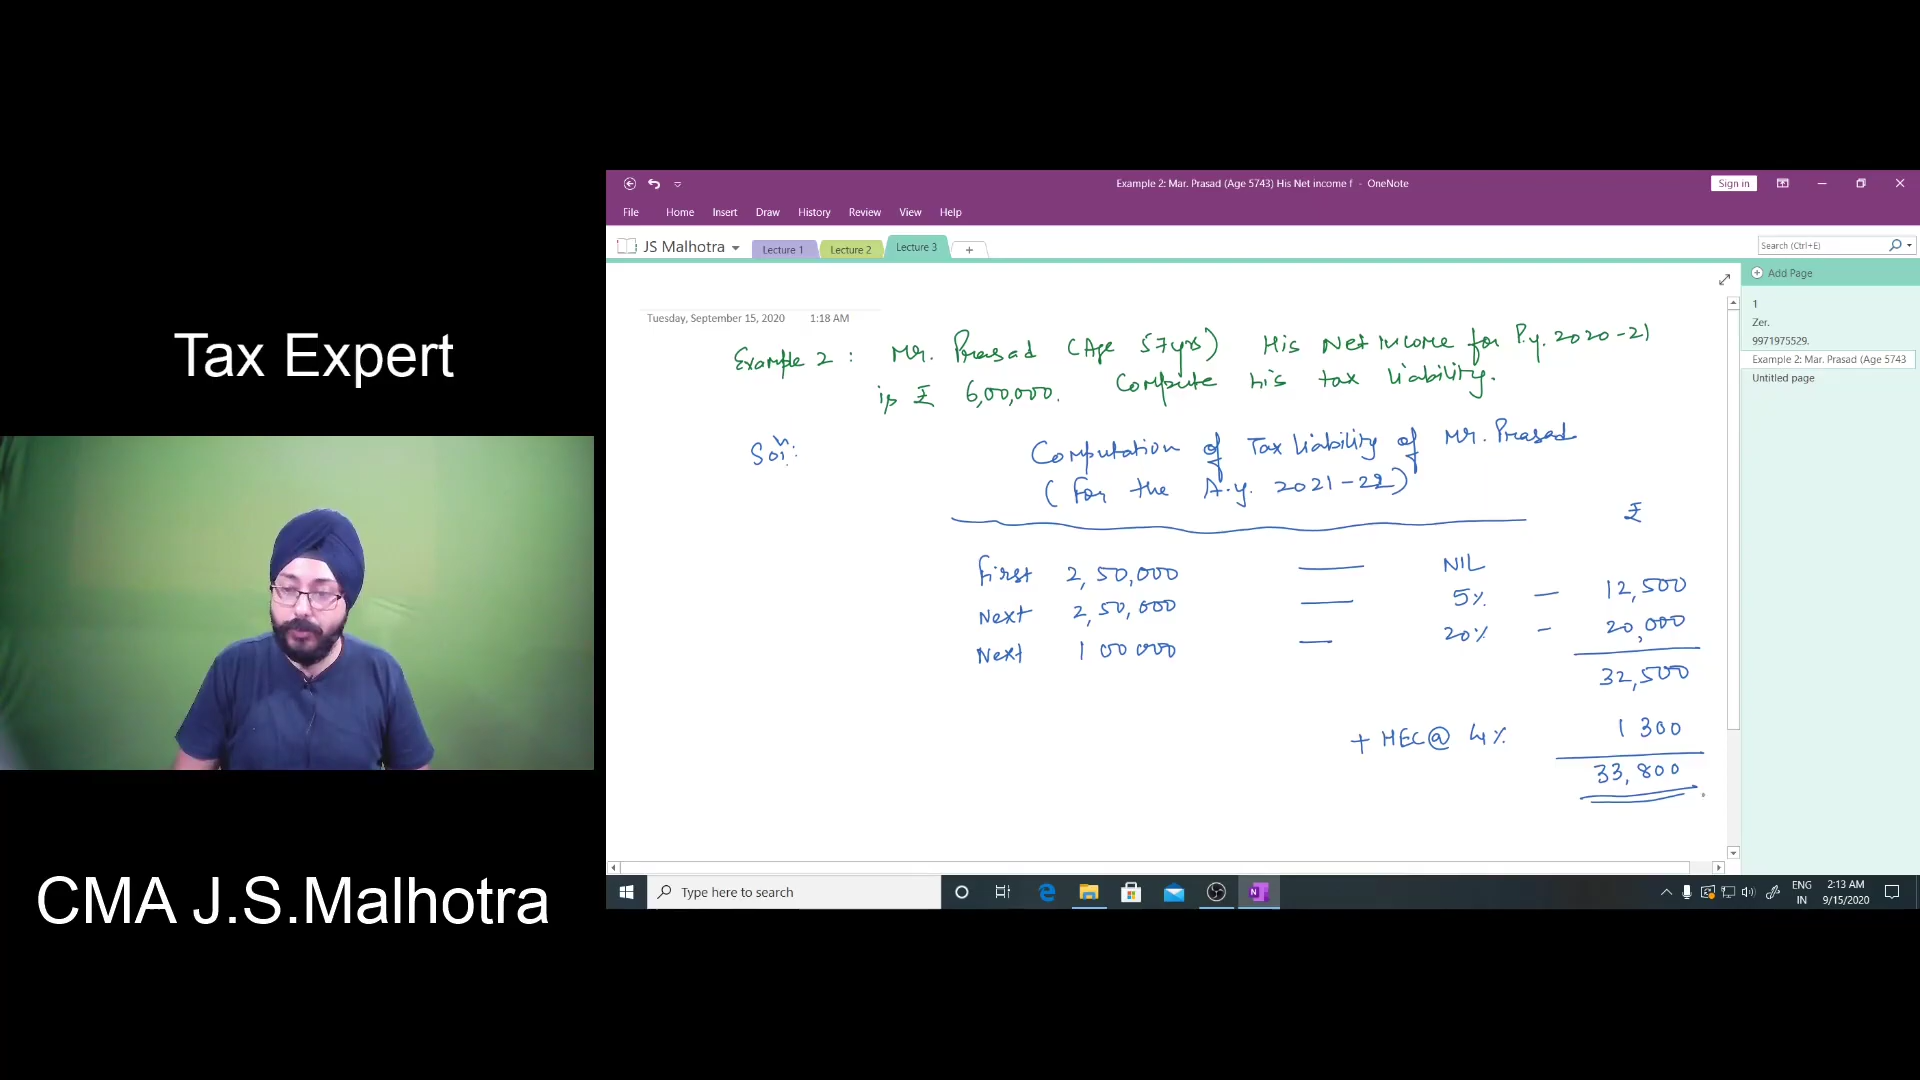 Tax Expert
CMA J.S.Malhotra
Example 2: Mar. Prasad (Age 5743) His Net income f - OneNote
Sign in
File Home Insert Draw History Review View Help
JS Malhotra
Lecture 1 Lecture 2 Lecture 3 +
Search (Ctrl+E)
Add Page
1
Zer.
9971975529.
Example 2: Mar. Prasad (Age 5743
Untitled page
Tuesday, September 15, 2020 1:18 AM
Example 2 : Mr. Prasad (Age 57yrs) His Net Income for P.y. 2020-21
is ₹ 6,00,000. Compute his tax liability.
Soln:
Computation of Tax liability of Mr. Prasad
(for the A.y. 2021-22)
₹
First 2,50,000 — NIL
Next 2,50,000 — 5% — 12,500
Next 1 00 000 — 20% - 20,000
32,500
+ HEC@ 4% 1 300
33,800
Type here to search
ENG
IN
2:13 AM
9/15/2020